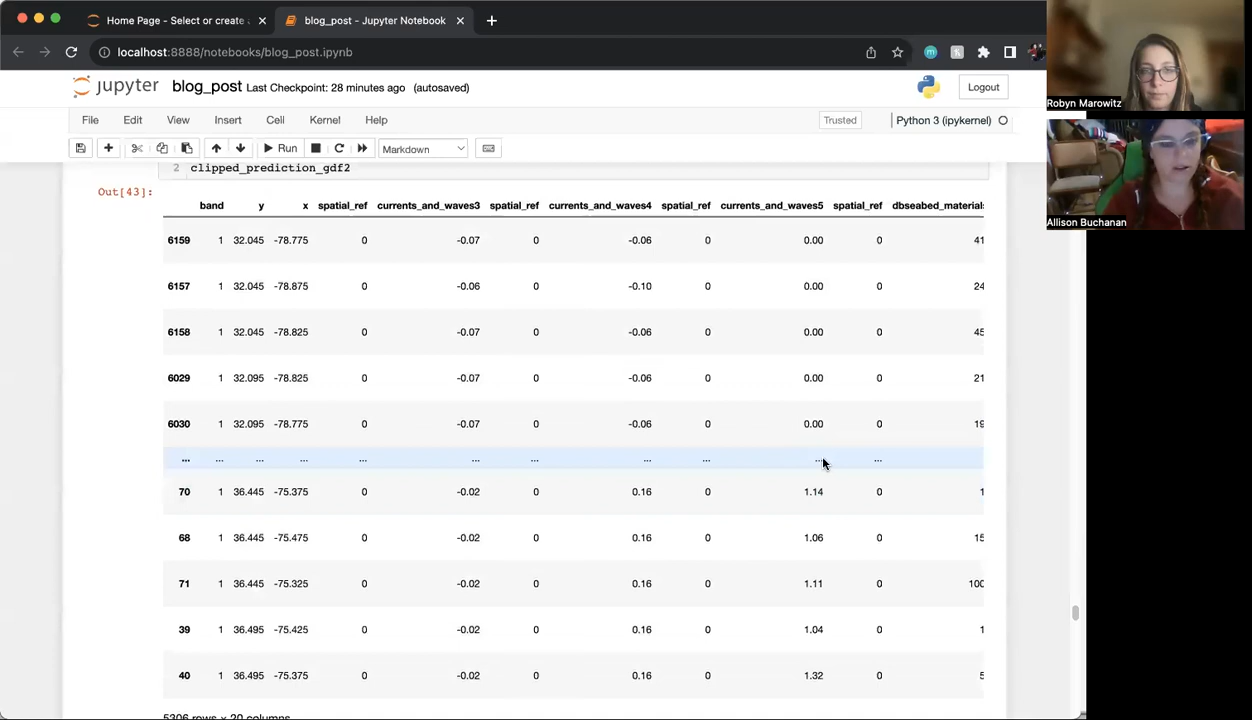 Home Page - Select or create
blog_post - Jupyter Notebook
localhost:8888/notebooks/blog_post.ipynb
jupyter blog_post Last Checkpoint: 28 minutes ago (autosaved)
Logout
File Edit View Insert Cell Kernel Help
Trusted
Python 3 (ipykernel)
Run
Markdown
Robyn Marowitz
Allison Buchanan
2 clipped_prediction_gdf2
Out[43]:
band y x spatial_ref currents_and_waves3 spatial_ref currents_and_waves4 spatial_ref currents_and_waves5 spatial_ref dbseabed_materials
6159 1 32.045 -78.775 0 -0.07 0 -0.06 0 0.00 0 41
6157 1 32.045 -78.875 0 -0.06 0 -0.10 0 0.00 0 24
6158 1 32.045 -78.825 0 -0.07 0 -0.06 0 0.00 0 45
6029 1 32.095 -78.825 0 -0.07 0 -0.06 0 0.00 0 21
6030 1 32.095 -78.775 0 -0.07 0 -0.06 0 0.00 0 19
... ... ... ... ... ... ... ... ... ... ...
70 1 36.445 -75.375 0 -0.02 0 0.16 0 1.14 0 1
68 1 36.445 -75.475 0 -0.02 0 0.16 0 1.06 0 15
71 1 36.445 -75.325 0 -0.02 0 0.16 0 1.11 0 100
39 1 36.495 -75.425 0 -0.02 0 0.16 0 1.04 0 1
40 1 36.495 -75.375 0 -0.02 0 0.16 0 1.32 0 5
5306 rows × 20 columns